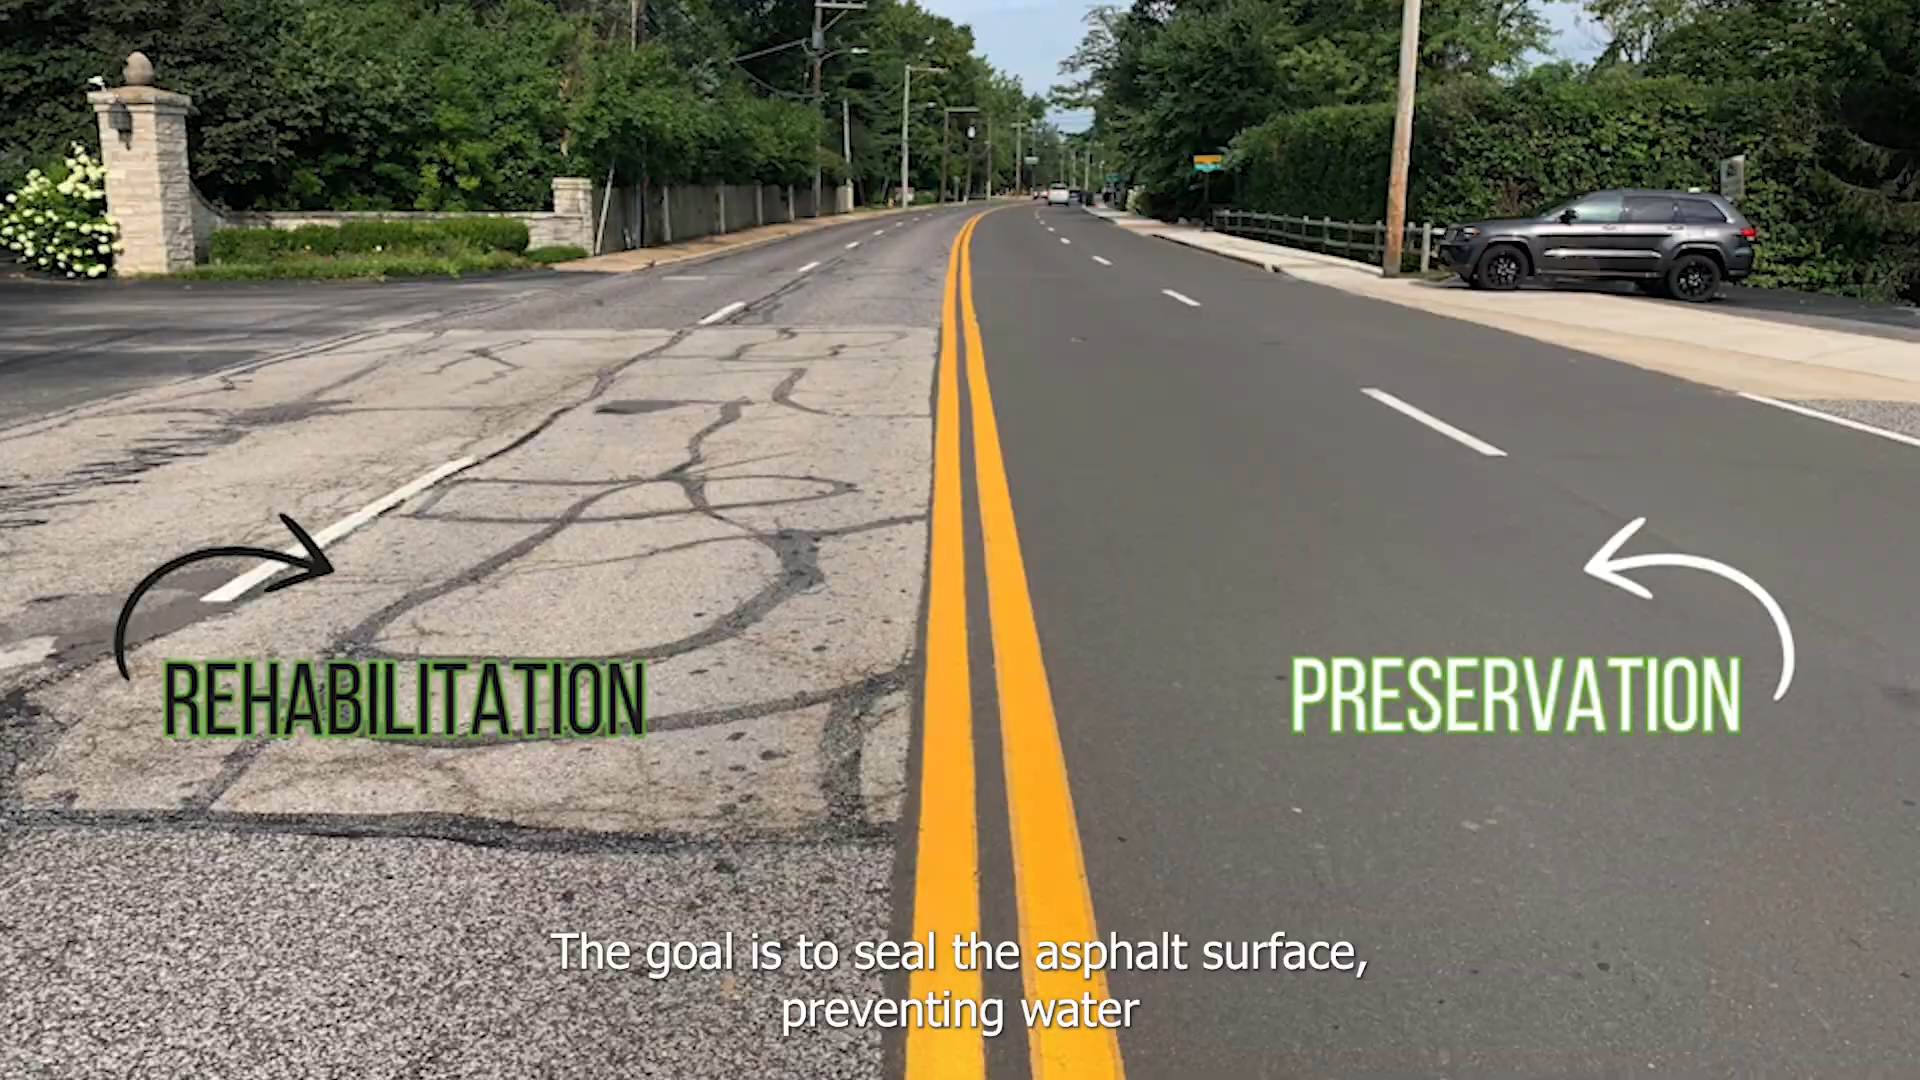 REHABILITATION
PRESERVATION
The goal is to seal the asphalt surface,
preventing water